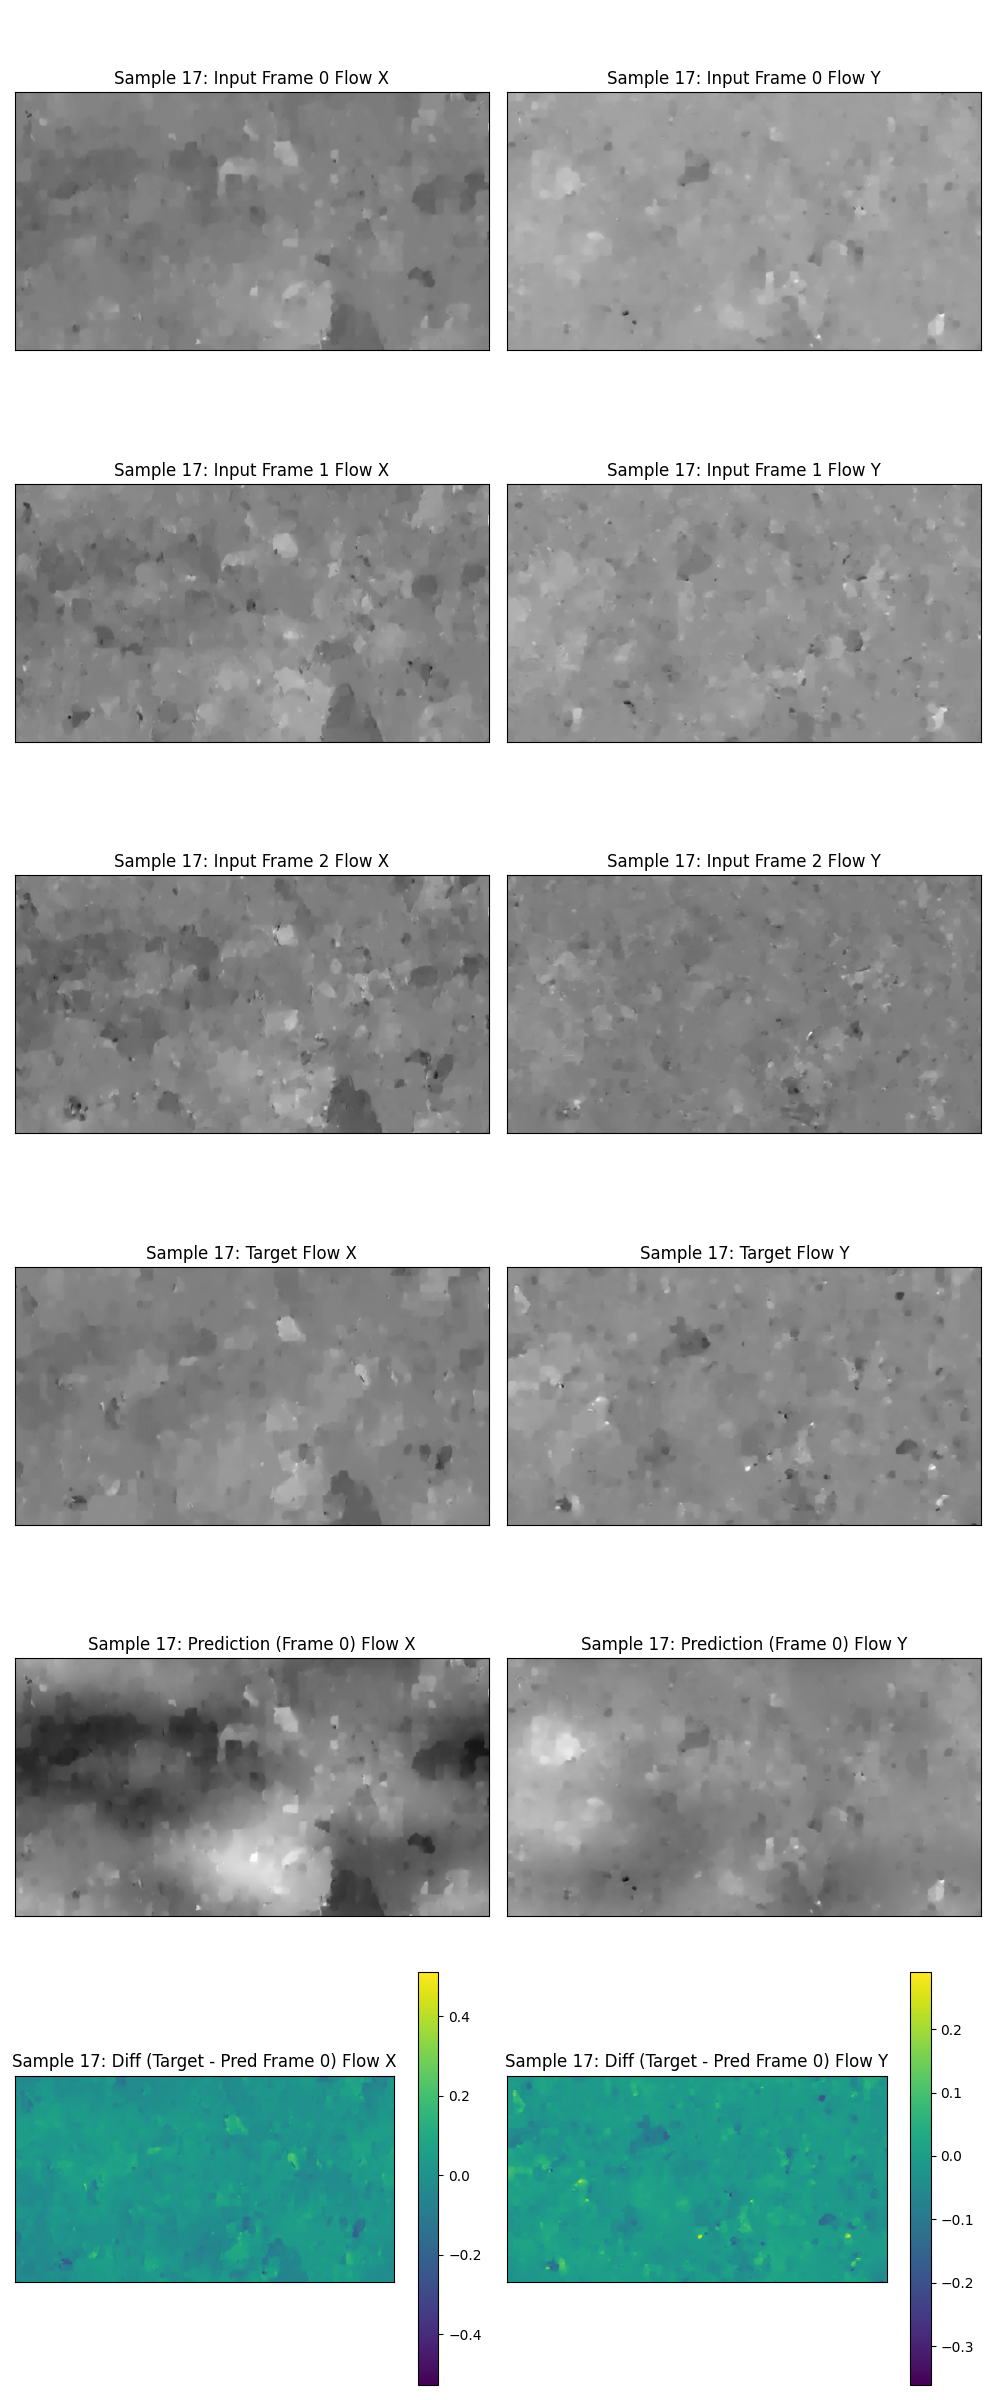 Sample 17: Input Frame 0 Flow X
Sample 17: Input Frame 0 Flow Y
Sample 17: Input Frame 1 Flow X
Sample 17: Input Frame 1 Flow Y
Sample 17: Input Frame 2 Flow X
Sample 17: Input Frame 2 Flow Y
Sample 17: Target Flow X
Sample 17: Target Flow Y
Sample 17: Prediction (Frame 0) Flow X
Sample 17: Prediction (Frame 0) Flow Y
Sample 17: Diff (Target - Pred Frame 0) Flow X
0.4
0.2
0.0
−0.2
−0.4
Sample 17: Diff (Target - Pred Frame 0) Flow Y
0.2
0.1
0.0
−0.1
−0.2
−0.3